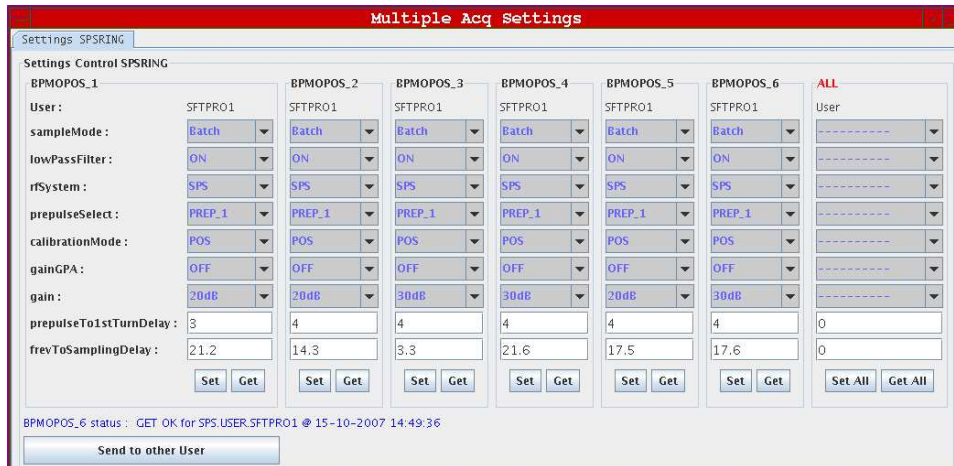 Multiple Acq Settings
Settings SPSRING
Settings Control SPSRING
BPMOPOS_1 BPMOPOS_2 BPMOPOS_3 BPMOPOS_4 BPMOPOS_5 BPMOPOS_6 ALL
User : SFTPRO1 SFTPRO1 SFTPRO1 SFTPRO1 SFTPRO1 SFTPRO1 User
sampleMode : Batch Batch Batch Batch Batch Batch ----------
lowPassFilter : ON ON ON ON ON ON ----------
rfSystem : SPS SPS SPS SPS SPS SPS ----------
prepulseSelect : PREP_1 PREP_1 PREP_1 PREP_1 PREP_1 PREP_1 ----------
calibrationMode : POS POS POS POS POS POS ----------
gainGPA : OFF OFF OFF OFF OFF OFF ----------
gain : 20dB 20dB 30dB 30dB 20dB 30dB ----------
prepulseTo1stTurnDelay : 3 4 4 4 4 4 0
frevToSamplingDelay : 21.2 14.3 3.3 21.6 17.5 17.6 0
Set Get Set Get Set Get Set Get Set Get Set Get Set All Get All
BPMOPOS_6 status : GET OK for SPS.USER.SFTPRO1 @ 15-10-2007 14:49:36
Send to other User